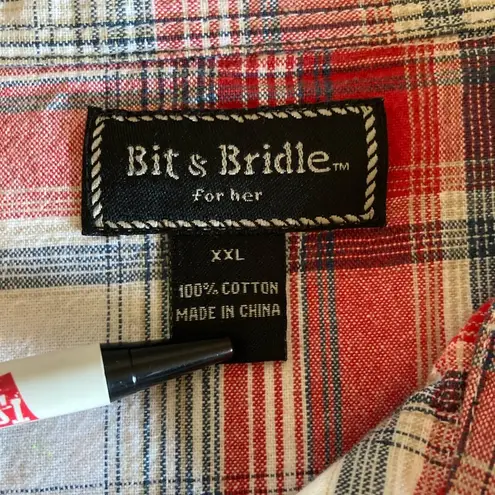 Bit & Bridle™
for her
XXL
100% COTTON
MADE IN CHINA